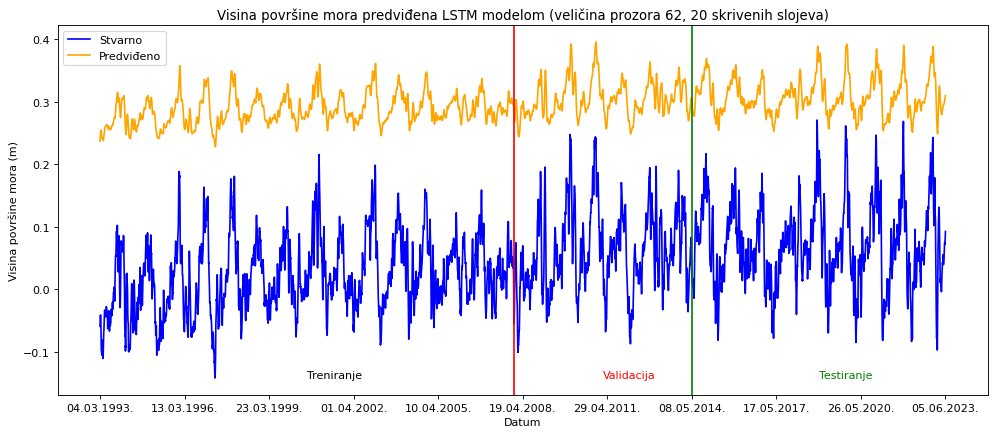 Visina površine mora predviđena LSTM modelom (veličina prozora 62, 20 skrivenih slojeva)
Stvarno
Predviđeno
0.4
0.3
0.2
0.1
0.0
−0.1
Visina površine mora (m)
Treniranje
Validacija
Testiranje
04.03.1993.
13.03.1996.
23.03.1999.
01.04.2002.
10.04.2005.
19.04.2008.
29.04.2011.
08.05.2014.
17.05.2017.
26.05.2020.
05.06.2023.
Datum